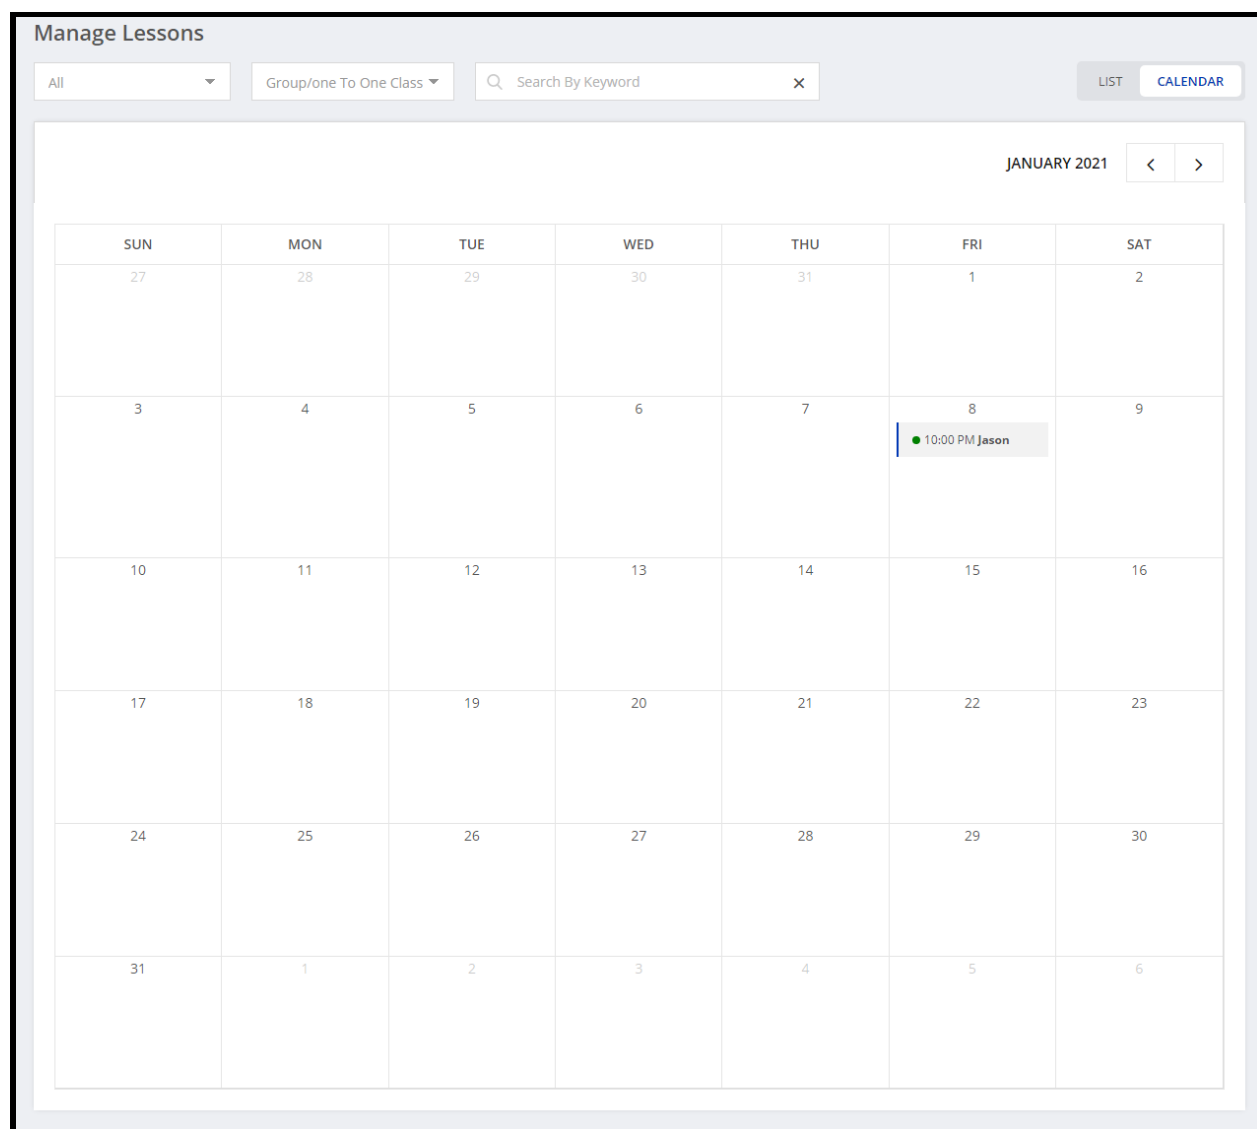 Manage Lessons
All Group/one To One Class Search By Keyword LIST CALENDAR
JANUARY 2021
SUN MON TUE WED THU FRI SAT
27 28 29 30 31 1 2
3 4 5 6 7 8 9
10:00 PM Jason
10 11 12 13 14 15 16
17 18 19 20 21 22 23
24 25 26 27 28 29 30
31 1 2 3 4 5 6